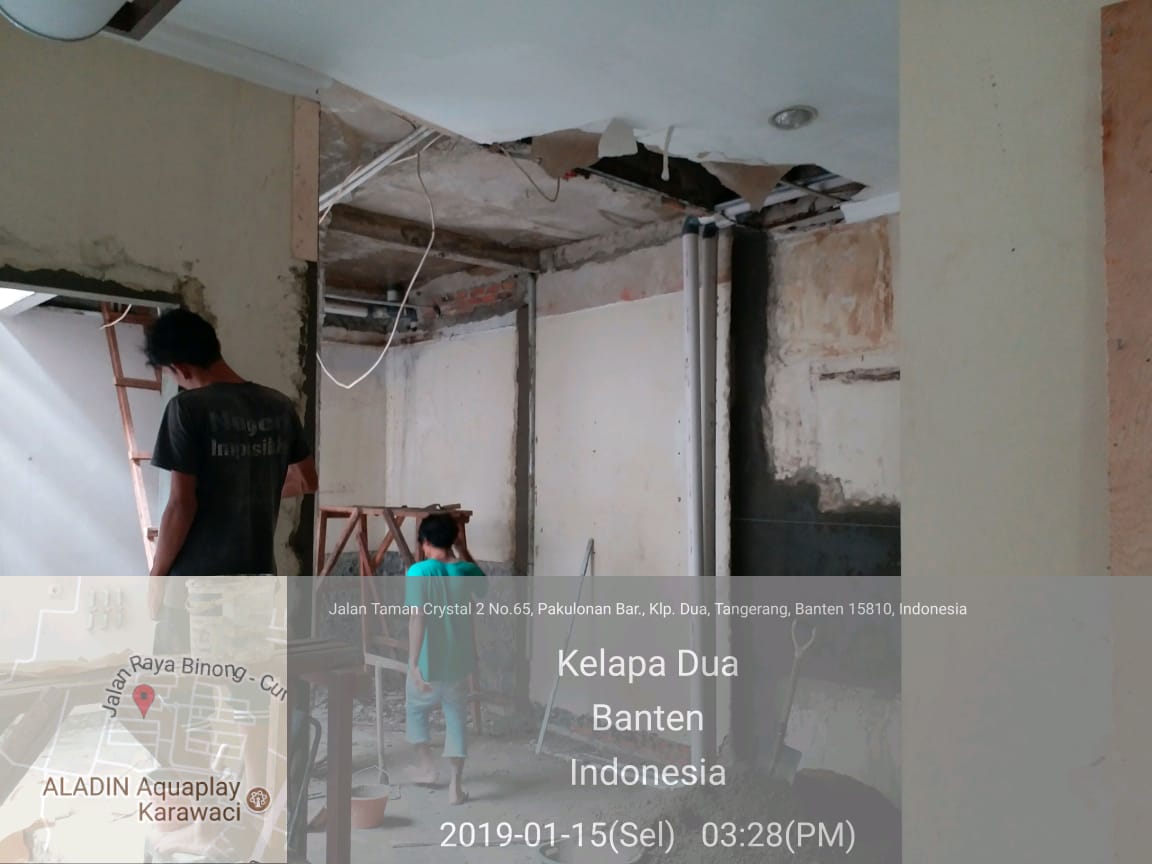 Jalan Taman Crystal 2 No.65, Pakulonan Bar., Klp. Dua, Tangerang, Banten 15810, Indonesia
Kelapa Dua
Banten
Indonesia
2019-01-15(Sel) 03:28(PM)
Jalan Raya Binong - Cur
ALADIN Aquaplay
Karawaci